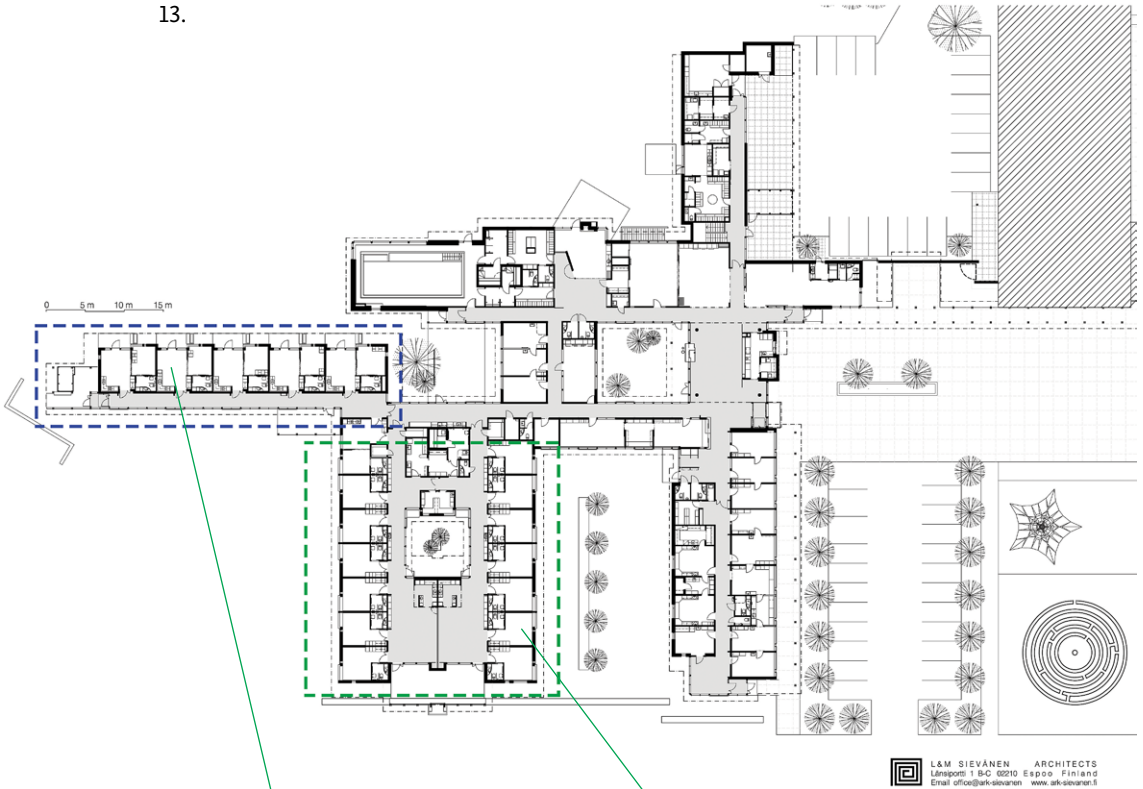 13.
0 5 m 10 m 15 m
L&M SIEVÄNEN ARCHITECTS
Länsiportti 1 B-C 02210 Espoo Finland
Email office@ark-sievanen www.ark-sievanen.fi